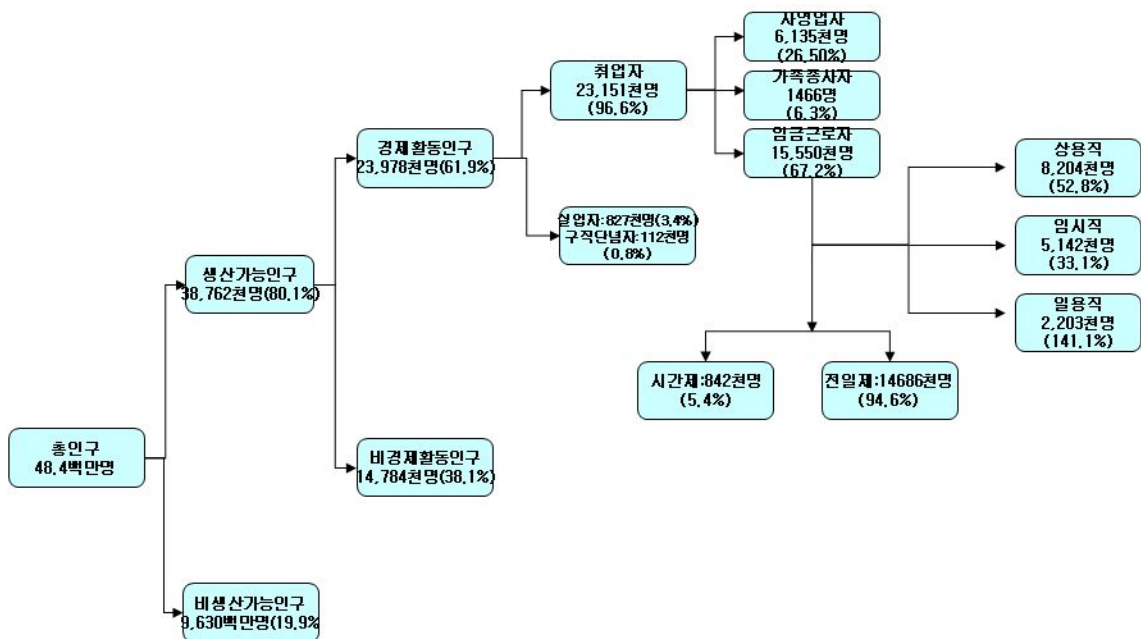 총인구
48.4백만명
생산가능인구
38,762천명(80.1%)
비생산가능인구
9,630백만명(19.9%
경제활동인구
23,978천명(61.9%)
비경제활동인구
14,784천명(38.1%)
취업자
23,151천명
(96.6%)
실업자:827천명(3.4%)
구직단념자:112천명
(0.8%)
자영업자
6,135천명
(26.50%)
가족종사자
1466명
(6.3%)
임금근로자
15,550천명
(67.2%)
시간제:842천명
(5.4%)
전일제:14686천명
(94.6%)
상용직
8,204천명
(52.8%)
임시직
5,142천명
(33.1%)
일용직
2,203천명
(141.1%)